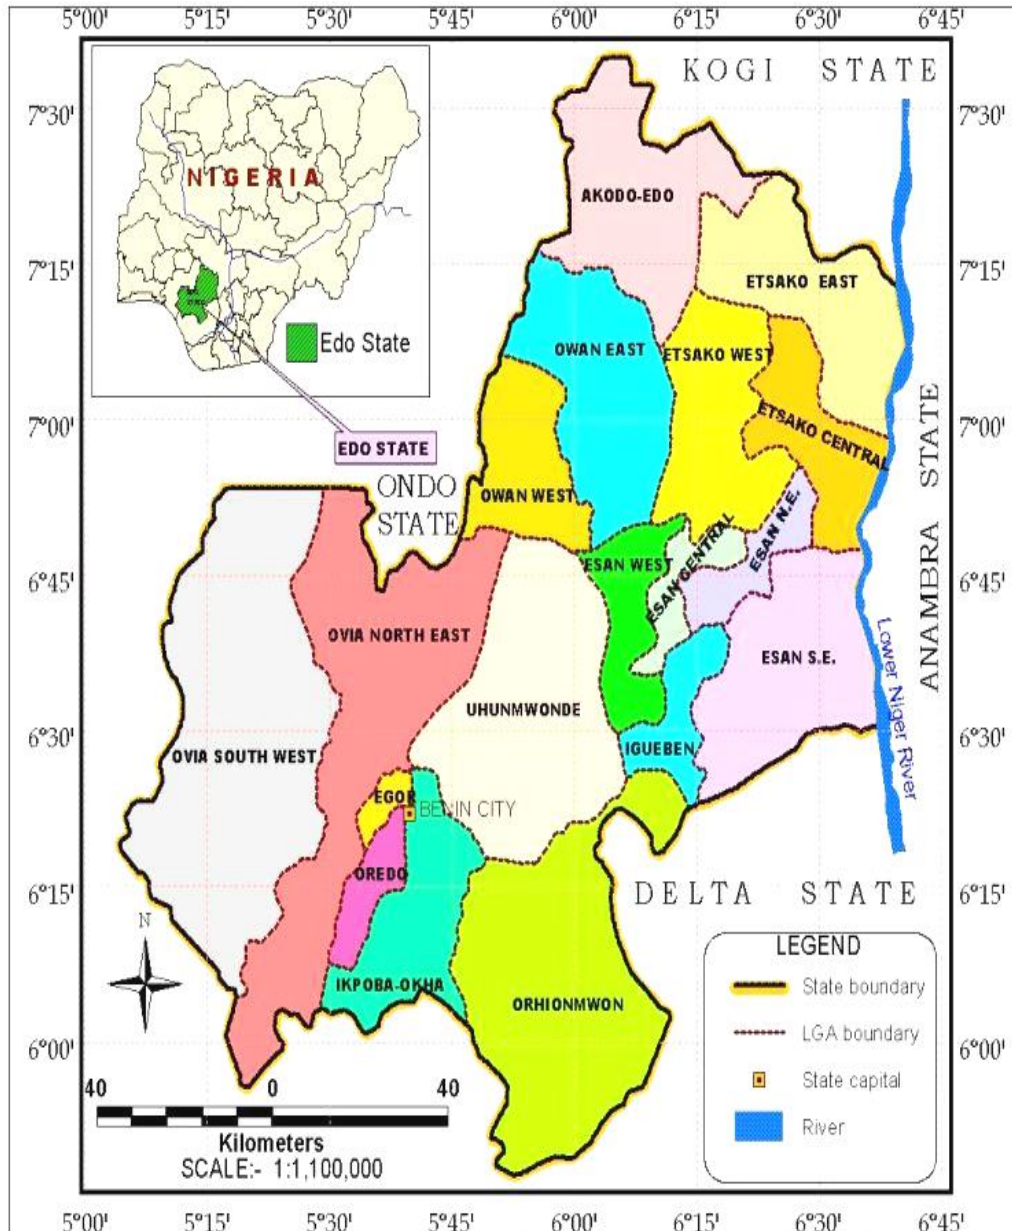 5°00' 5°15' 5°30' 5°45' 6°00' 6°15' 6°30' 6°45'
KOGI STATE
7°30' 7°30'
NIGERIA
AKODO-EDO
7°15' 7°15'
ETSAKO EAST
Edo State
OWAN EAST
ETSAKO WEST
7°00' 7°00'
ETSAKO CENTRAL
EDO STATE
ONDO
STATE
OWAN WEST
ESAN N.E.
ANAMBRA STATE
ESAN CENTRAL
ESAN WEST
6°45' 6°45'
OVIA NORTH EAST
ESAN S.E.
Lower Niger River
UHUNMWONDE
6°30' 6°30'
OVIA SOUTH WEST
IGUEBEN
EGOR
BENIN CITY
OREDO
6°15' 6°15'
DELTA STATE
N
LEGEND
IKPOBA-OKHA
State boundary
ORHIONMWON
LGA boundary
6°00' 6°00'
State capital
40 0 40
River
Kilometers
SCALE:- 1:1,100,000
5°00' 5°15' 5°30' 5°45' 6°00' 6°15' 6°30' 6°45'